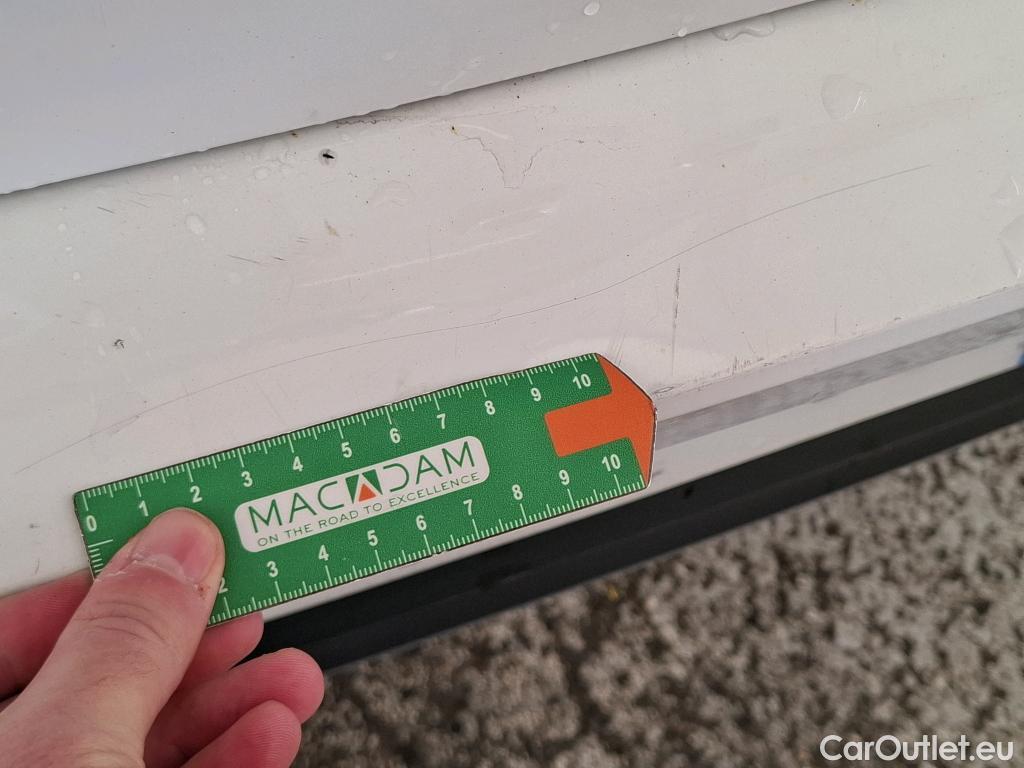 0 1 2 3 4 5 6 7 8 9 10
MACADAM
ON THE ROAD TO EXCELLENCE
2 3 4 5 6 7 8 9 10
CarOutlet.eu